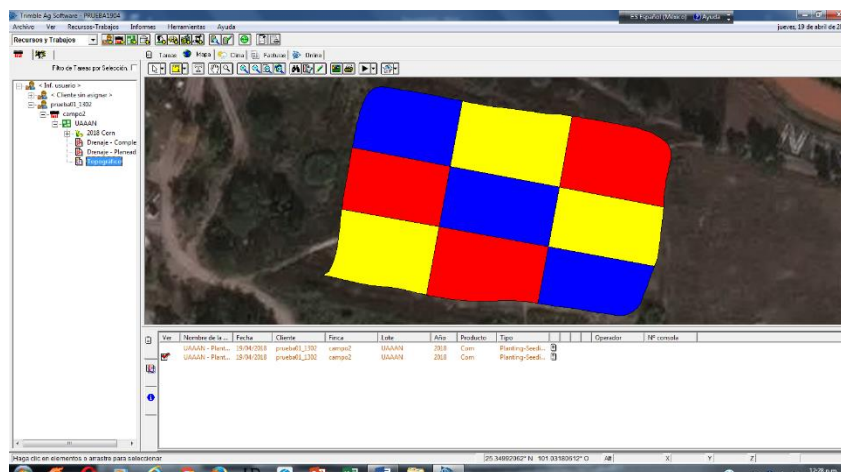 Trimble Ag Software - PRUEBA1904
ES Español (México) Ayuda
Archivo Ver Recursos-Trabajos Informes Herramientas Ayuda
jueves, 19 de abril de 20
Recursos y Trabajos
Tareas Mapa Clima Facturas Online
Filtro de Tareas por Selección
< Inf. usuario >
< Cliente sin asignar >
prueba01_1302
campo2
UAAAN
2018 Corn
Drenaje - Comple
Drenaje - Planead
Topográfico
Ver Nombre de la ... Fecha Cliente Finca Lote Año Producto Tipo Operador Nº consola
UAAAN - Plant... 19/04/2018 prueba01_1302 campo2 UAAAN 2018 Corn Planting-Seedi...
UAAAN - Plant... 19/04/2018 prueba01_1302 campo2 UAAAN 2018 Corn Planting-Seedi...
Haga clic en elementos o arrastre para seleccionar
25.34992962° N 101.03180612° O Alt X Y Z
12:28 p.m.